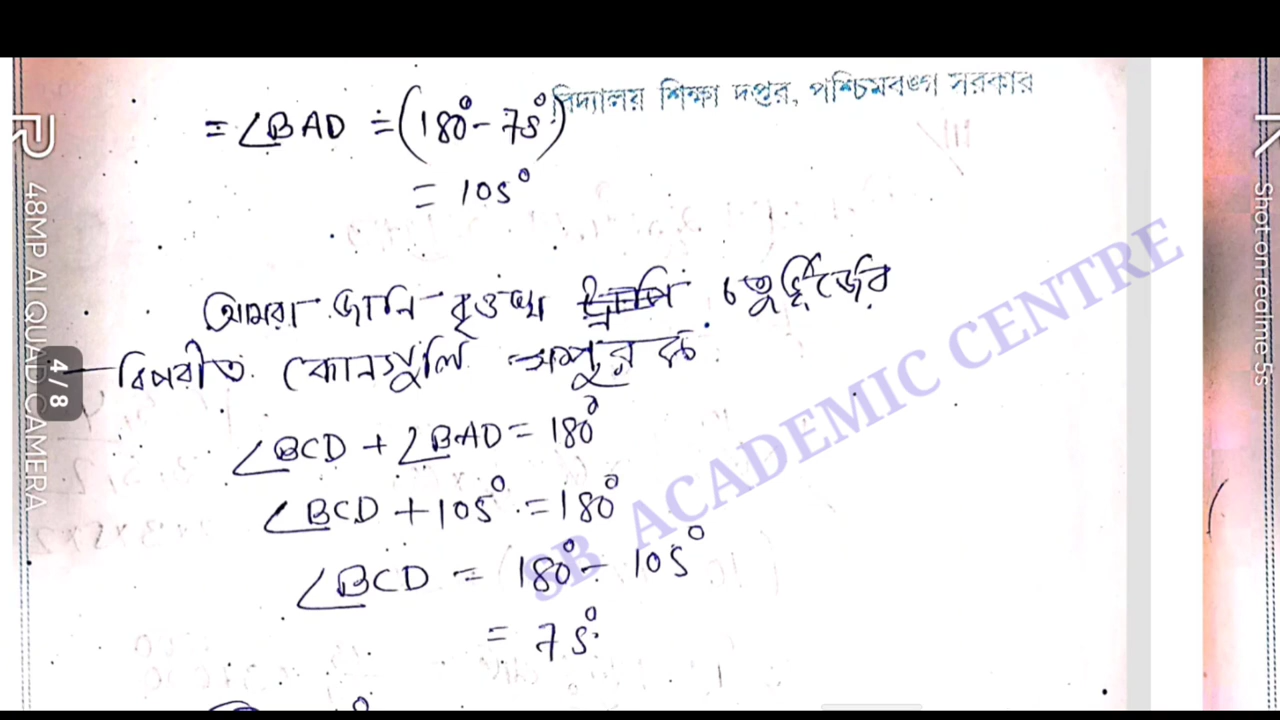 বিদ্যালয় শিক্ষা দপ্তর, পশ্চিমবঙ্গ সরকার
= ∠BAD = (180° - 75°)
= 105°
আমরা জানি বৃত্তস্থ চতুর্ভুজের
বিপরীত কোনগুলি সম্পূরক
∠BCD + ∠BAD = 180°
∠BCD + 105° = 180°
∠BCD = 180° - 105°
= 75°
SB ACADEMIC CENTRE
4/8
48MP AI QUAD CAMERA
Shot on realme 5s